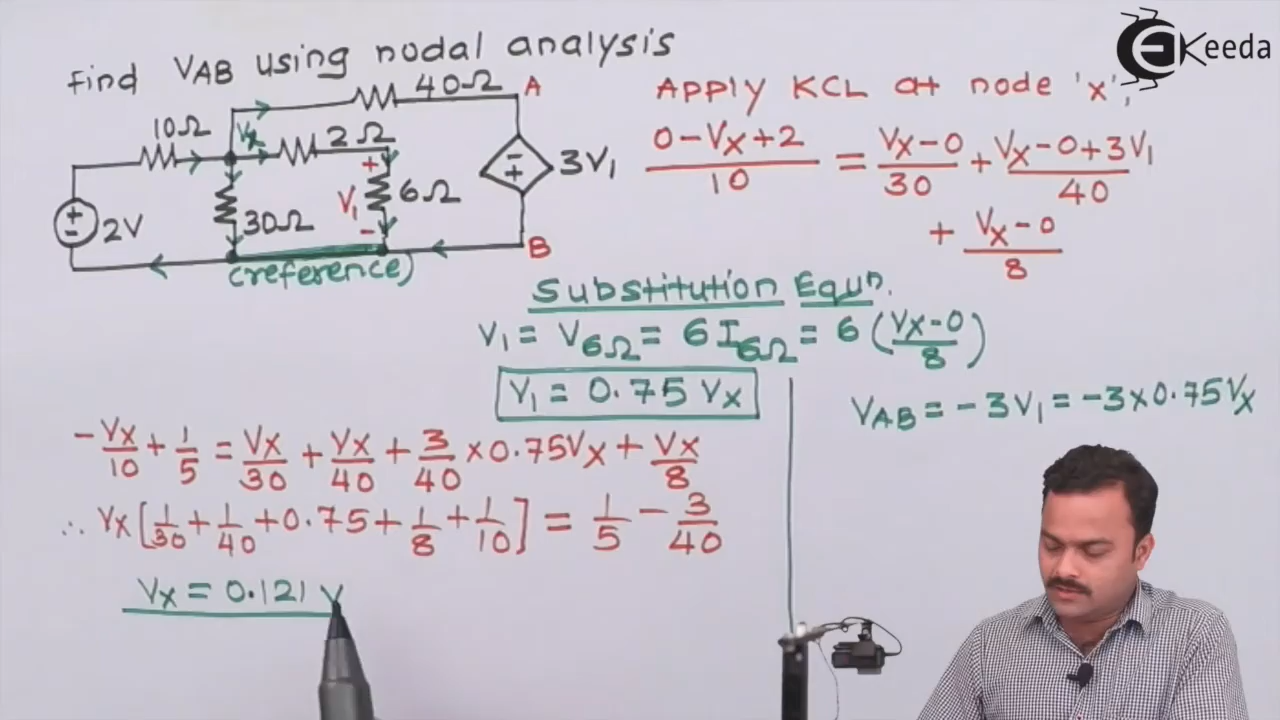 Find VAB using nodal analysis
EKeeda
40Ω
A
10Ω
Vx
2Ω
+
V1
6Ω
-
30Ω
+
-
2V
-
+
3V1
B
(reference)
Apply KCL at node 'x',
0-Vx+2/10 = Vx-0/30 + Vx-0+3V1/40
+ Vx-0/8
Substitution Equn.
V1 = V6Ω = 6 I6Ω = 6 (Vx-0/8)
V1 = 0.75 Vx
VAB = -3V1 = -3×0.75Vx
-Vx/10 + 1/5 = Vx/30 + Vx/40 + 3/40 × 0.75Vx + Vx/8
∴ Vx[1/30 + 1/40 + 0.75 + 1/8 + 1/10] = 1/5 - 3/40
Vx = 0.121 V